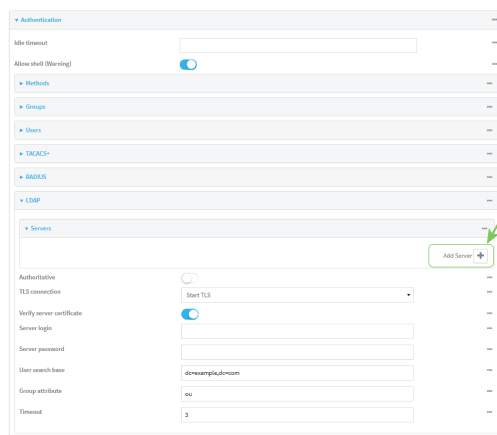 Authentication
Idle timeout
Allow shell (Warning)
Methods
Groups
Users
TACACS+
RADIUS
LDAP
Servers
Add Server
Authoritative
TLS connection Start TLS
Verify server certificate
Server login
Server password
User search base dc=example,dc=com
Group attribute ou
Timeout 3